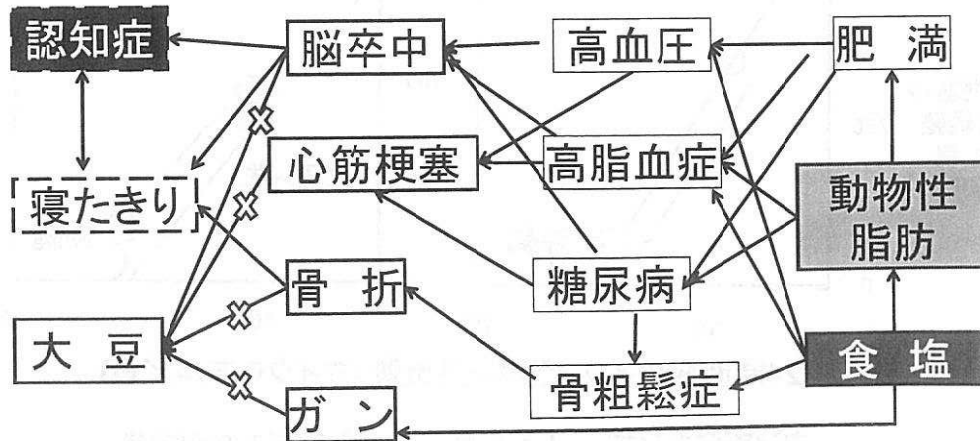 認知症
脳卒中
高血圧
肥 満
心筋梗塞
高脂血症
寝たきり
動物性
脂肪
骨 折
糖尿病
大 豆
食 塩
骨粗鬆症
ガン